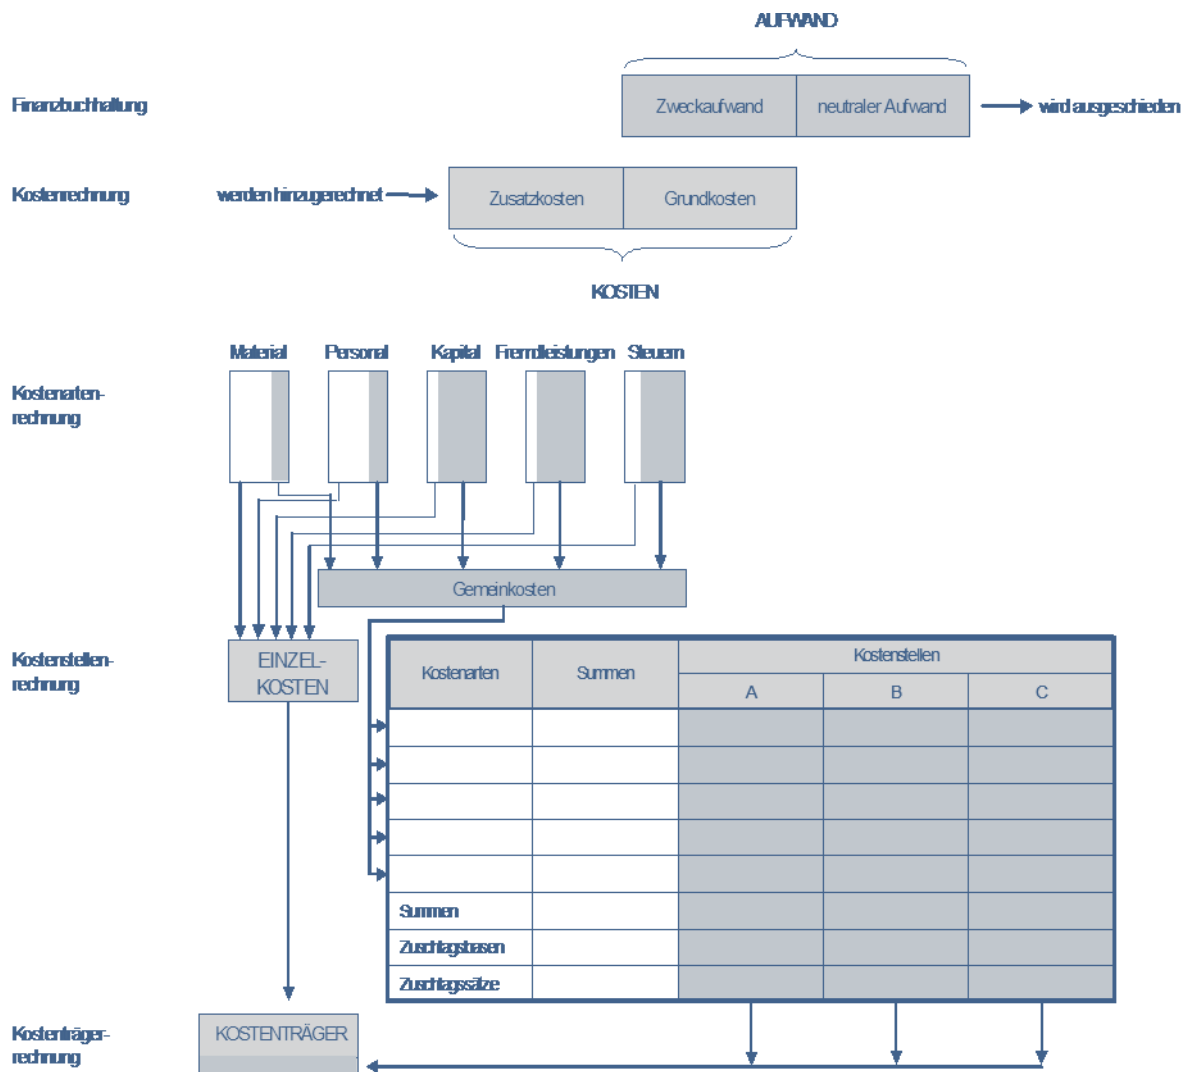 AUFWAND
Finanzbuchhaltung
Zweckaufwand
neutraler Aufwand
wird ausgeschieden
Kostenrechnung
werden hinzugerechnet
Zusatzkosten
Grundkosten
KOSTEN
Material
Personal
Kapital
Fremdleistungen
Steuern
Kostenarten-
rechnung
Gemeinkosten
Kostenstellen-
rechnung
EINZEL-
KOSTEN
Kostenarten
Summen
Kostenstellen
A
B
C
Summen
Zuschlagsbasen
Zuschlagssätze
Kostenträger-
rechnung
KOSTENTRÄGER